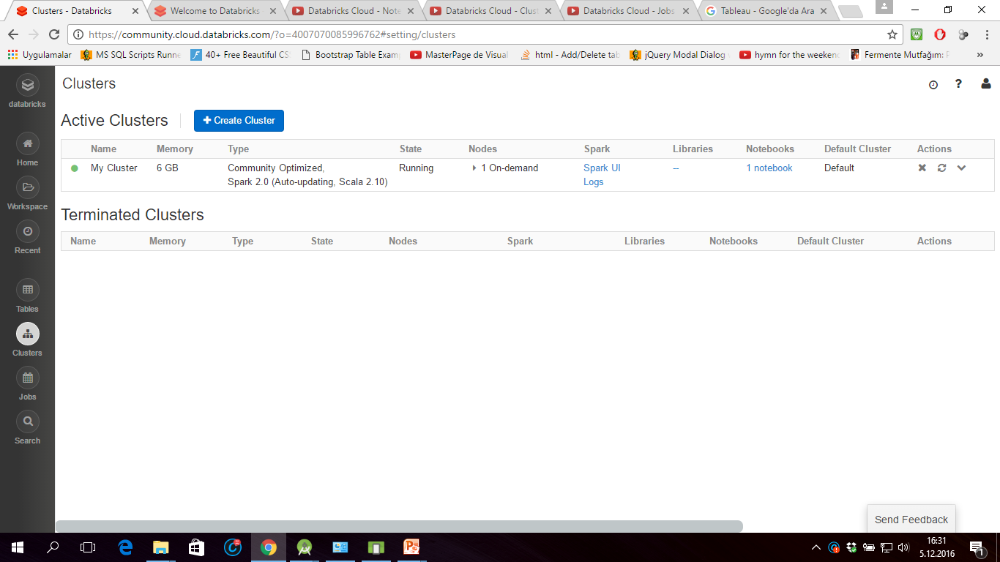 Clusters - Databricks
Welcome to Databricks
Databricks Cloud - Note
Databricks Cloud - Clust
Databricks Cloud - Jobs
Tableau - Google'da Ara
https://community.cloud.databricks.com/?o=4007070085996762#setting/clusters
Uygulamalar
MS SQL Scripts Runne
40+ Free Beautiful CS
Bootstrap Table Exam
MasterPage de Visual
html - Add/Delete tab
jQuery Modal Dialog
hymn for the weeken
Fermente Mutfağım:
»
databricks
Home
Workspace
Recent
Tables
Clusters
Jobs
Search
Clusters
?
Active Clusters
Create Cluster
Name Memory Type State Nodes Spark Libraries Notebooks Default Cluster Actions
My Cluster 6 GB Community Optimized, Running 1 On-demand Spark UI -- 1 notebook Default
Spark 2.0 (Auto-updating, Scala 2.10) Logs
Terminated Clusters
Name Memory Type State Nodes Spark Libraries Notebooks Default Cluster Actions
Send Feedback
16:31
5.12.2016
1